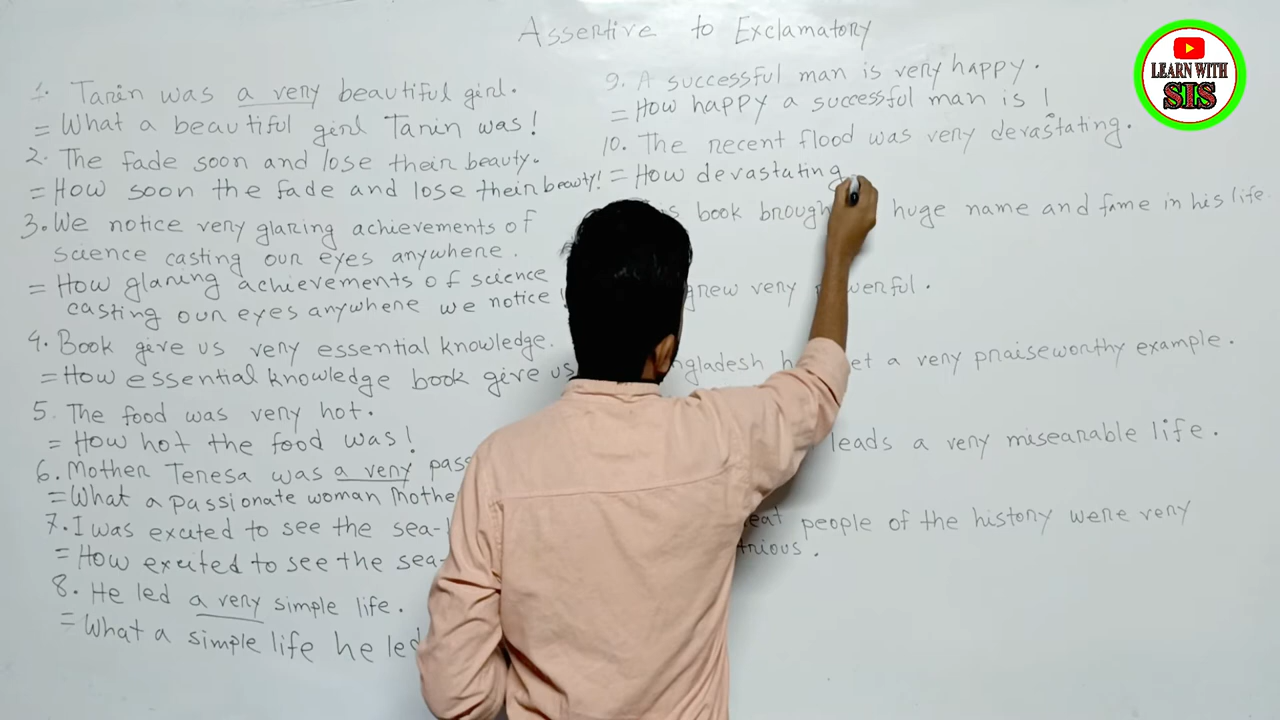 Assertive to Exclamatory
LEARN WITH
SIS
1. Tarin was a very beautiful girl.
= What a beautiful girl Tarin was!
2. The fade soon and lose their beauty.
= How soon the fade and lose their beauty!
3. We notice very glaring achievements of
science casting our eyes anywhere.
= How glaring achievements of science
casting our eyes anywhere we notice!
4. Book give us very essential knowledge.
= How essential knowledge book give us
5. The food was very hot.
= How hot the food was!
6. Mother Teresa was a very pass
= What a passionate woman Mothe
7. I was excited to see the sea-
= How excited to see the sea-
8. He led a very simple life.
= What a simple life he led
9. A successful man is very happy.
= How happy a successful man is!
10. The recent flood was very devastating.
= How devastating
is book brough huge name and fame in his life.
grew very werful.
ngladesh h et a very praiseworthy example.
leads a very misearable life.
eat people of the history were very
trious.